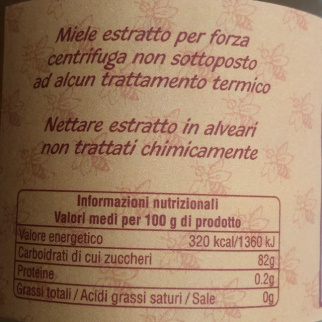 Miele estratto per forza
centrifuga non sottoposto
ad alcun trattamento termico
Nettare estratto in alveari
non trattati chimicamente
Informazioni nutrizionali
Valori medi per 100 g di prodotto
Valore energetico 320 kcal/1360 kJ
Carboidrati di cui zuccheri 82g
Proteine 0.2g
Grassi totali / Acidi grassi saturi / Sale 0g